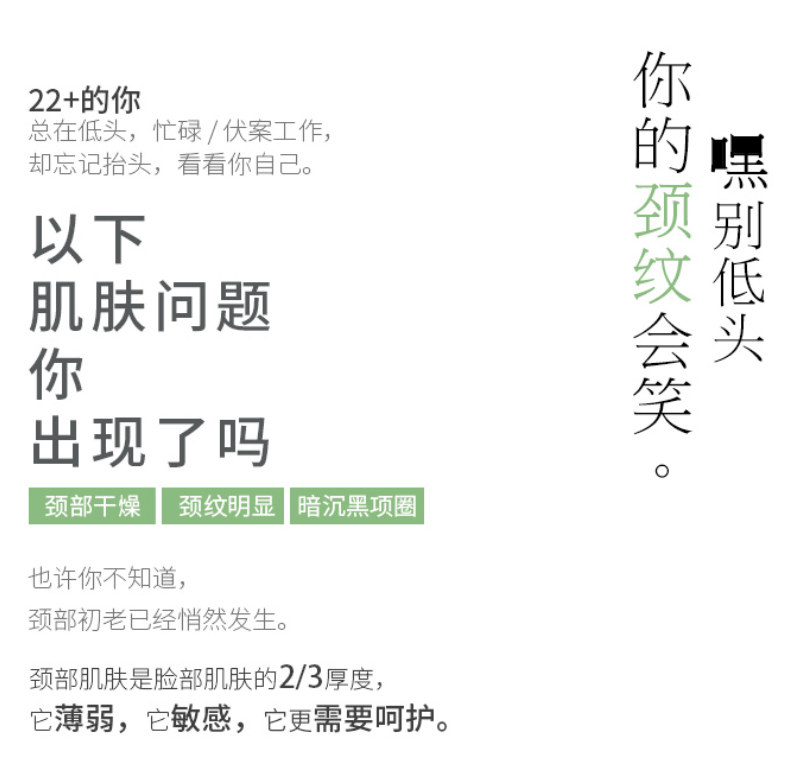 嘿别低头
你的颈纹会笑。
22+的你
总在低头，忙碌 / 伏案工作，
却忘记抬头，看看你自己。
以下
肌肤问题
你
出现了吗
颈部干燥 颈纹明显 暗沉黑项圈
也许你不知道，
颈部初老已经悄然发生。
颈部肌肤是脸部肌肤的2/3厚度，
它薄弱，它敏感，它更需要呵护。